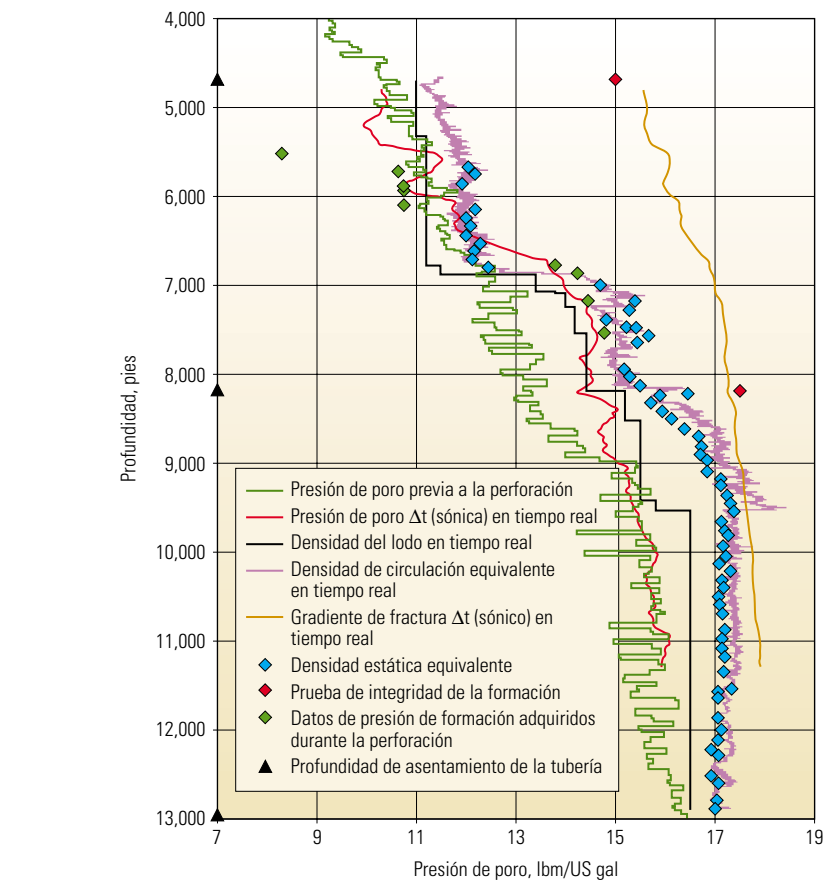 4,000
5,000
6,000
7,000
8,000
9,000
10,000
11,000
12,000
13,000
Profundidad, pies
Presión de poro previa a la perforación
Presión de poro Δt (sónica) en tiempo real
Densidad del lodo en tiempo real
Densidad de circulación equivalente
en tiempo real
Gradiente de fractura Δt (sónico) en
tiempo real
Densidad estática equivalente
Prueba de integridad de la formación
Datos de presión de formación adquiridos
durante la perforación
Profundidad de asentamiento de la tubería
7 9 11 13 15 17 19
Presión de poro, lbm/US gal